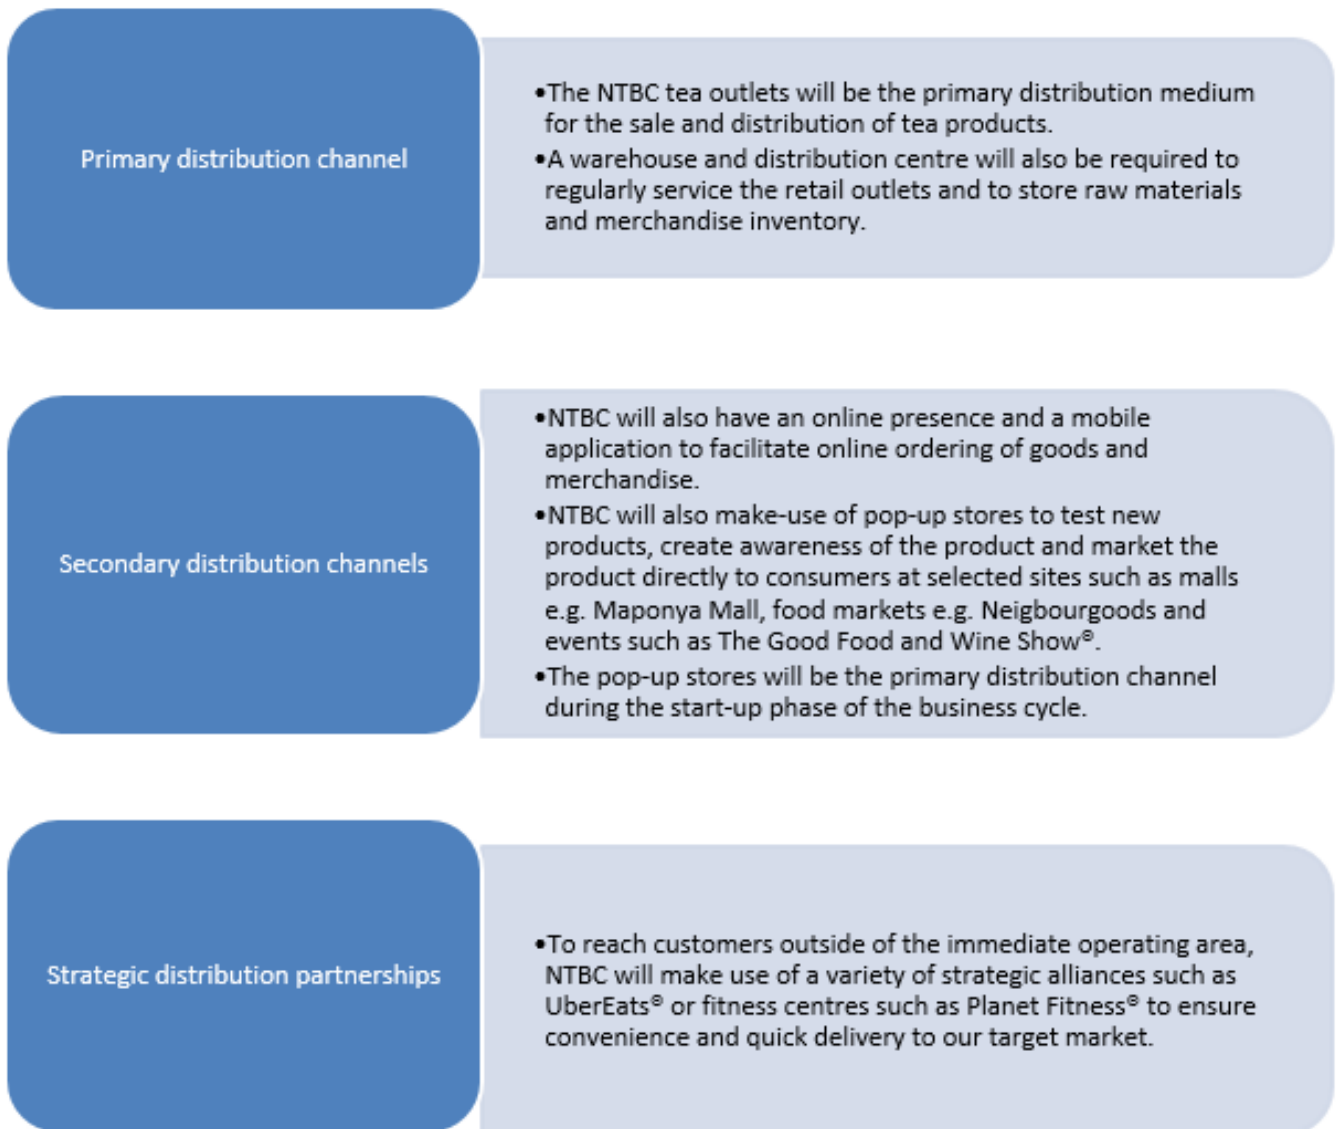 Primary distribution channel
•The NTBC tea outlets will be the primary distribution medium
for the sale and distribution of tea products.
•A warehouse and distribution centre will also be required to
regularly service the retail outlets and to store raw materials
and merchandise inventory.
Secondary distribution channels
•NTBC will also have an online presence and a mobile
application to facilitate online ordering of goods and
merchandise.
•NTBC will also make-use of pop-up stores to test new
products, create awareness of the product and market the
product directly to consumers at selected sites such as malls
e.g. Maponya Mall, food markets e.g. Neigbourgoods and
events such as The Good Food and Wine Show®.
•The pop-up stores will be the primary distribution channel
during the start-up phase of the business cycle.
Strategic distribution partnerships
•To reach customers outside of the immediate operating area,
NTBC will make use of a variety of strategic alliances such as
UberEats® or fitness centres such as Planet Fitness® to ensure
convenience and quick delivery to our target market.